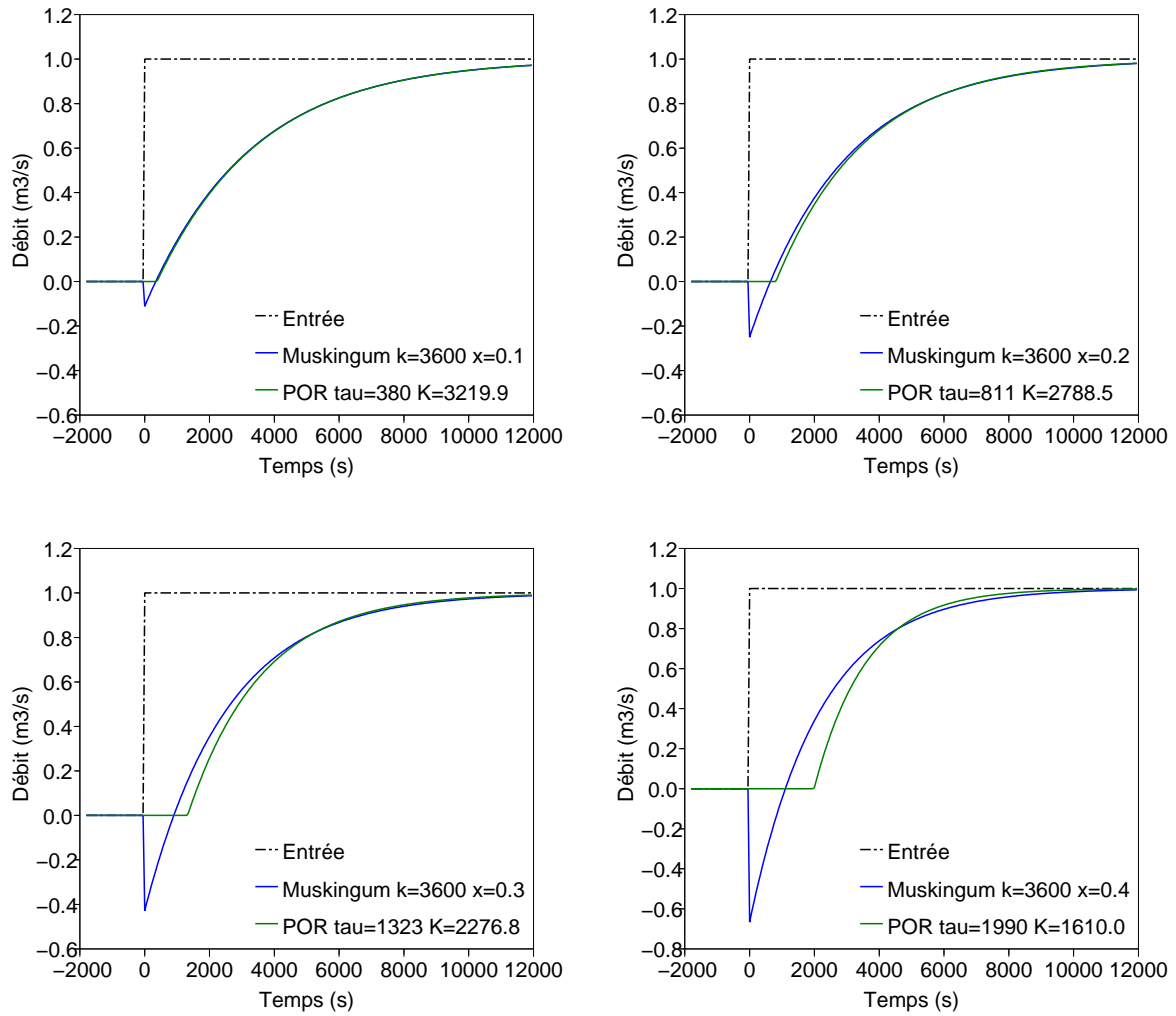 1.2
1.0
0.8
0.6
0.4
0.2
0.0
−0.2
−0.4
−0.6
Débit (m3/s)
Entrée
Muskingum k=3600 x=0.1
POR tau=380 K=3219.9
−2000 0 2000 4000 6000 8000 10000 12000
Temps (s)
1.2
1.0
0.8
0.6
0.4
0.2
0.0
−0.2
−0.4
−0.6
Débit (m3/s)
Entrée
Muskingum k=3600 x=0.2
POR tau=811 K=2788.5
−2000 0 2000 4000 6000 8000 10000 12000
Temps (s)
1.2
1.0
0.8
0.6
0.4
0.2
0.0
−0.2
−0.4
−0.6
Débit (m3/s)
Entrée
Muskingum k=3600 x=0.3
POR tau=1323 K=2276.8
−2000 0 2000 4000 6000 8000 10000 12000
Temps (s)
1.2
1.0
0.8
0.6
0.4
0.2
0.0
−0.2
−0.4
−0.6
−0.8
Débit (m3/s)
Entrée
Muskingum k=3600 x=0.4
POR tau=1990 K=1610.0
−2000 0 2000 4000 6000 8000 10000 12000
Temps (s)